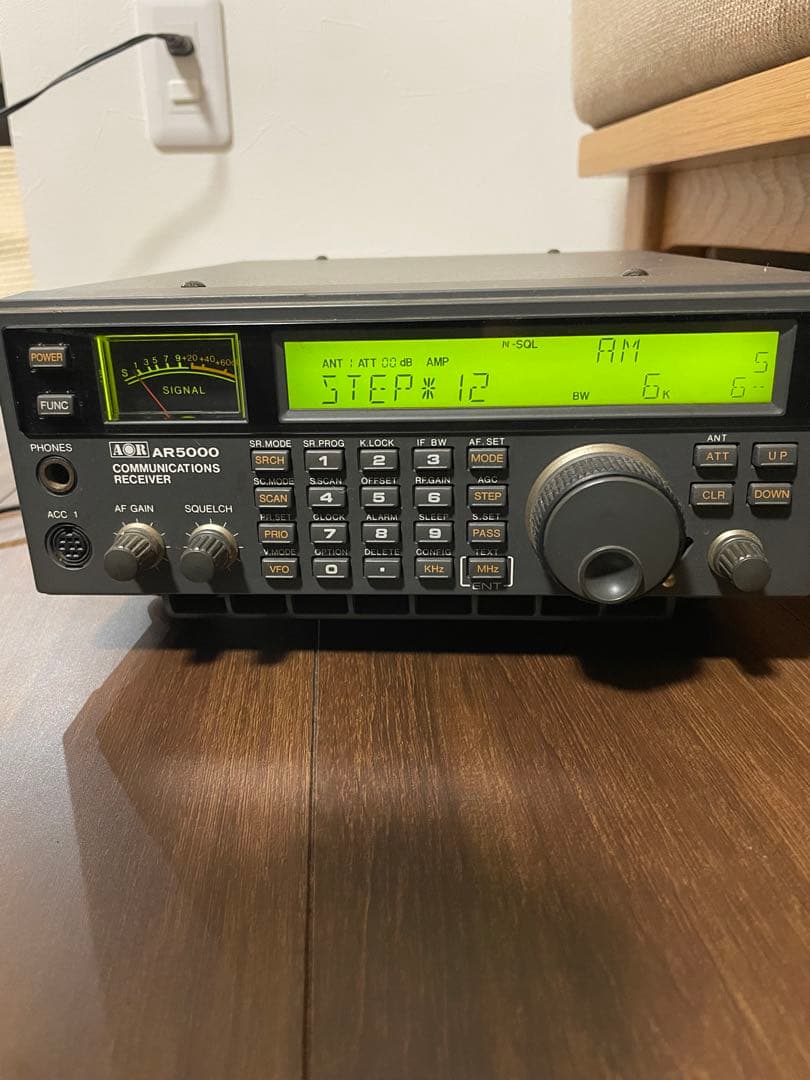 POWER
FUNC
S 1 3 5 7 9 +20 +40 +60
SIGNAL
N-SQL
AM
ANT 1 ATT 00 dB AMP
STEP* 12
BW 6K
AOR AR5000
COMMUNICATIONS
RECEIVER
PHONES
ACC 1
AF GAIN
SQUELCH
SR.MODE SR.PROG K.LOCK IF BW AF.SET
SRCH 1 2 3 MODE
SC.MODE S.SCAN OFFSET RF.GAIN AGC
SCAN 4 5 6 STEP
PR.SET CLOCK ALARM SLEEP S.SET
PRIO 7 8 9 PASS
V.MODE OPTION DELETE CONFIG TEXT
VFO 0 . KHz MHz
ENT
ANT
ATT UP
CLR DOWN